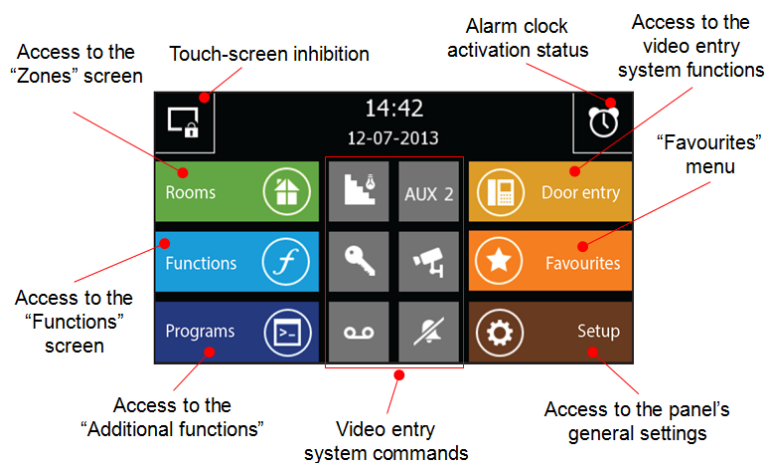 Access to the
“Zones” screen
Touch-screen inhibition
Alarm clock
activation status
Access to the
video entry
system functions
“Favourites”
menu
14:42
12-07-2013
Rooms
AUX 2
Door entry
Functions
Favourites
Programs
Setup
Access to the
“Functions”
screen
Access to the
“Additional functions”
Video entry
system commands
Access to the panel’s
general settings